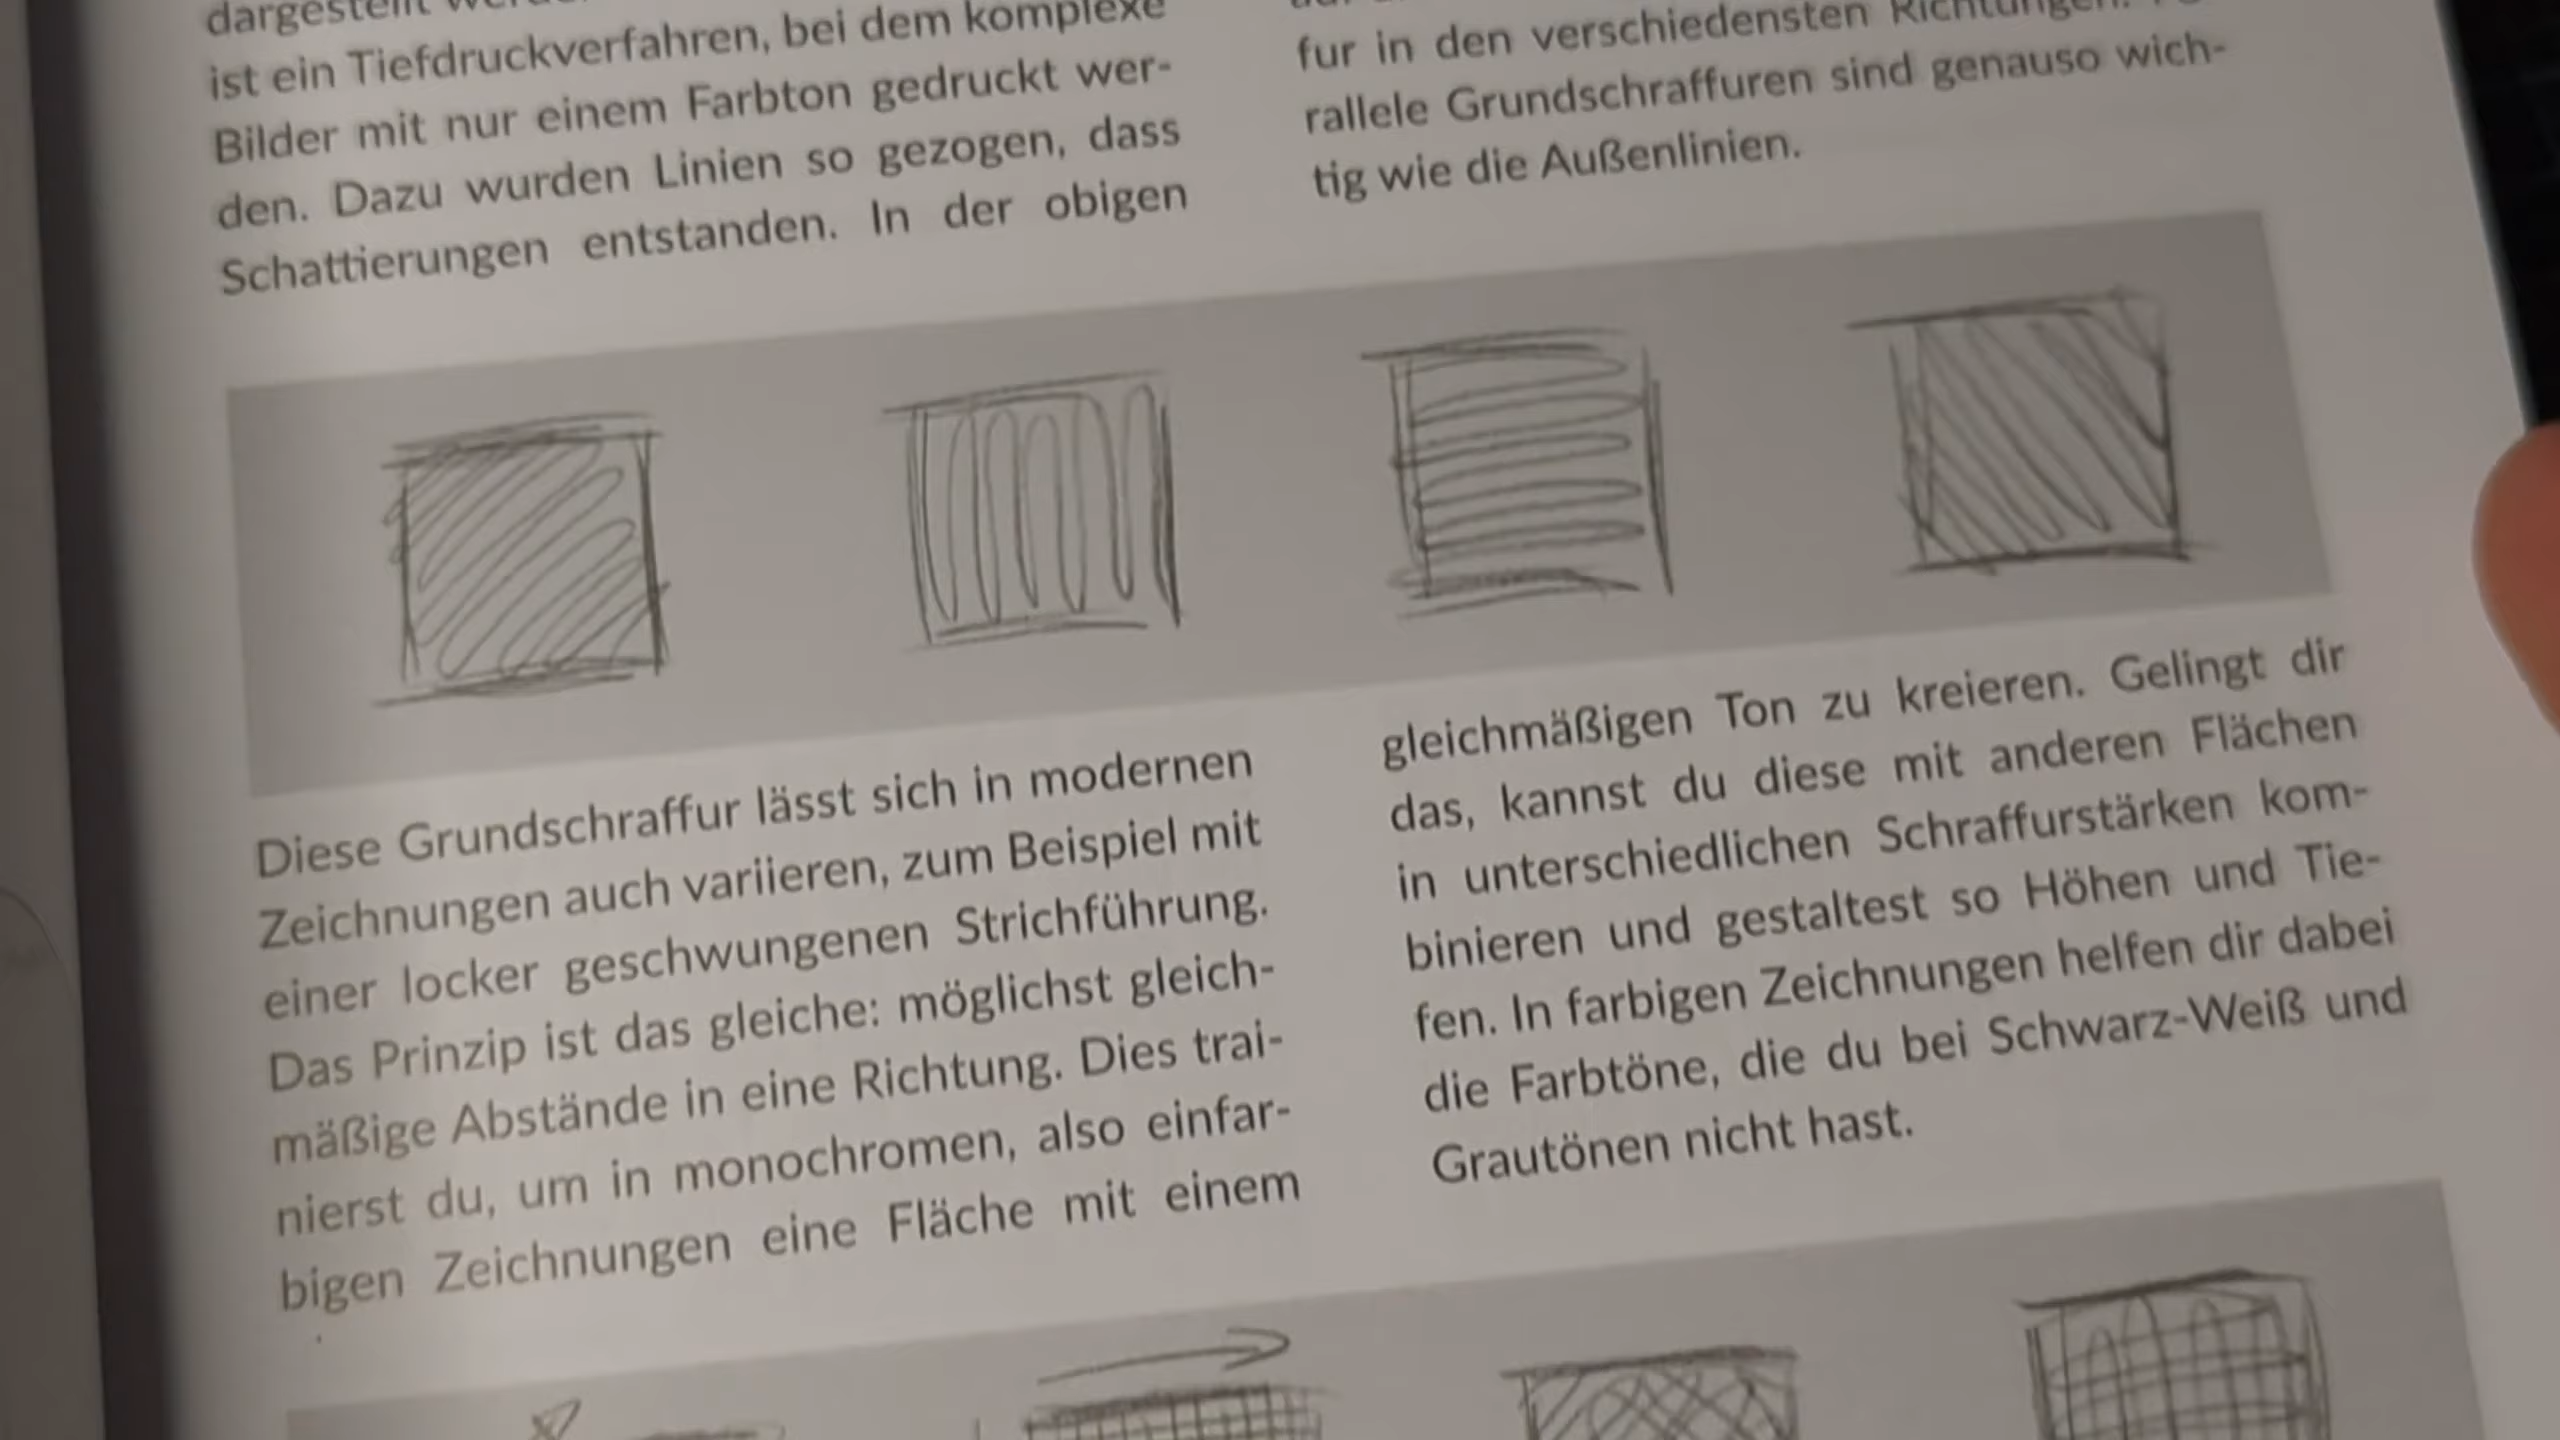 dargestellt
ist ein Tiefdruckverfahren, bei dem komplexe
Bilder mit nur einem Farbton gedruckt wer-
den. Dazu wurden Linien so gezogen, dass
Schattierungen entstanden. In der obigen
fur in den verschiedensten Richtungen.
rallele Grundschraffuren sind genauso wich-
tig wie die Außenlinien.
Diese Grundschraffur lässt sich in modernen
Zeichnungen auch variieren, zum Beispiel mit
einer locker geschwungenen Strichführung.
Das Prinzip ist das gleiche: möglichst gleich-
mäßige Abstände in eine Richtung. Dies trai-
nierst du, um in monochromen, also einfar-
bigen Zeichnungen eine Fläche mit einem
gleichmäßigen Ton zu kreieren. Gelingt dir
das, kannst du diese mit anderen Flächen
in unterschiedlichen Schraffurstärken kom-
binieren und gestaltest so Höhen und Tie-
fen. In farbigen Zeichnungen helfen dir dabei
die Farbtöne, die du bei Schwarz-Weiß und
Grautönen nicht hast.